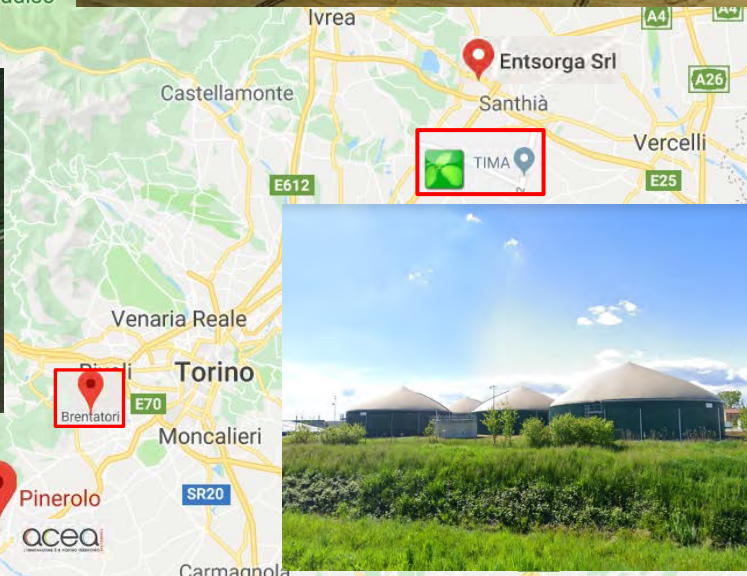 Ivrea
A4
A4
Entsorga Srl
A26
Castellamonte
Santhià
Vercelli
TIMA
E612
E25
Venaria Reale
Torino
Brentatori
E70
Moncalieri
Pinerolo
SR20
acea
Carmagnola